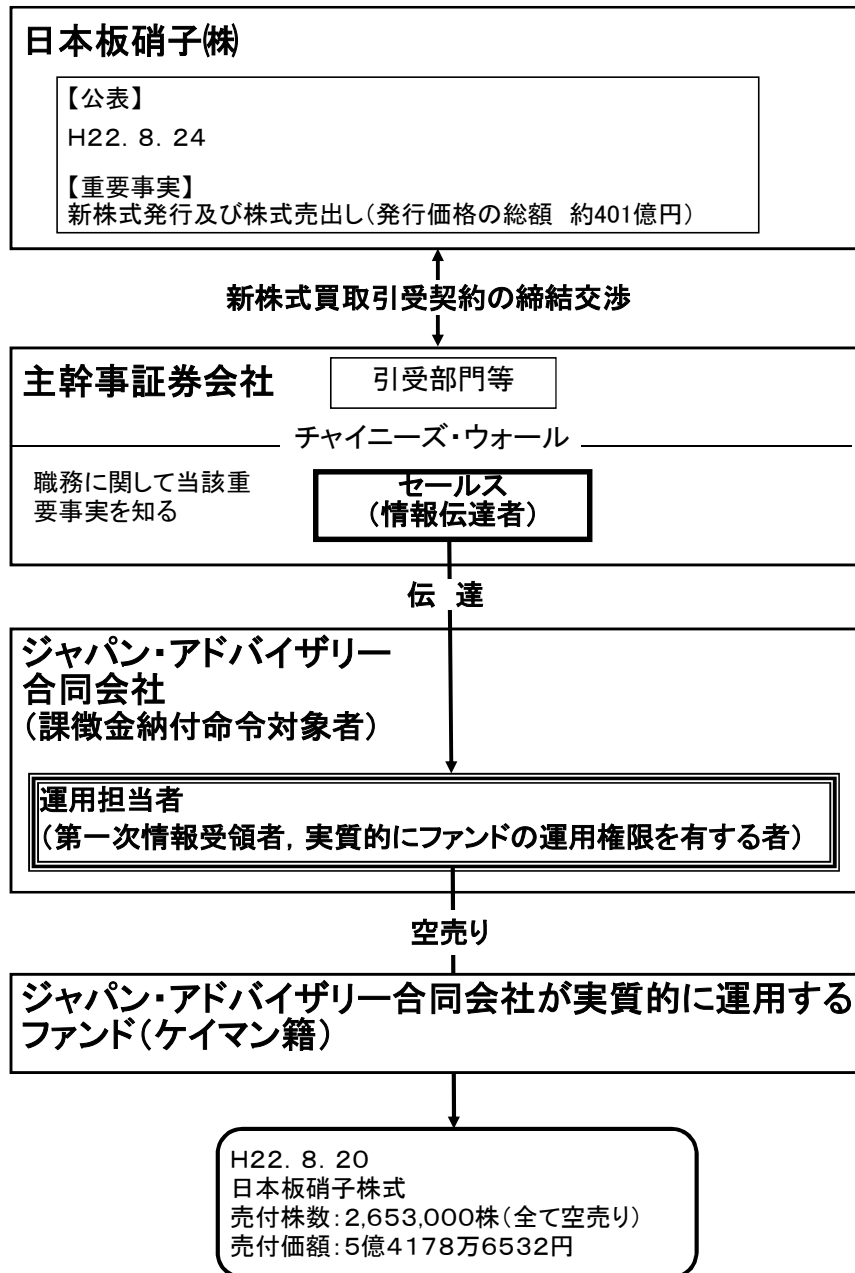 日本板硝子㈱
【公表】
H22. 8. 24
【重要事実】
新株式発行及び株式売出し（発行価格の総額 約401億円）
新株式買取引受契約の締結交渉
主幹事証券会社
引受部門等
チャイニーズ・ウォール
職務に関して当該重
要事実を知る
セールス
（情報伝達者）
伝 達
ジャパン・アドバイザリー
合同会社
（課徴金納付命令対象者）
運用担当者
（第一次情報受領者，実質的にファンドの運用権限を有する者）
空売り
ジャパン・アドバイザリー合同会社が実質的に運用する
ファンド（ケイマン籍）
H22. 8. 20
日本板硝子株式
売付株数：2,653,000株（全て空売り）
売付価額：5億4178万6532円